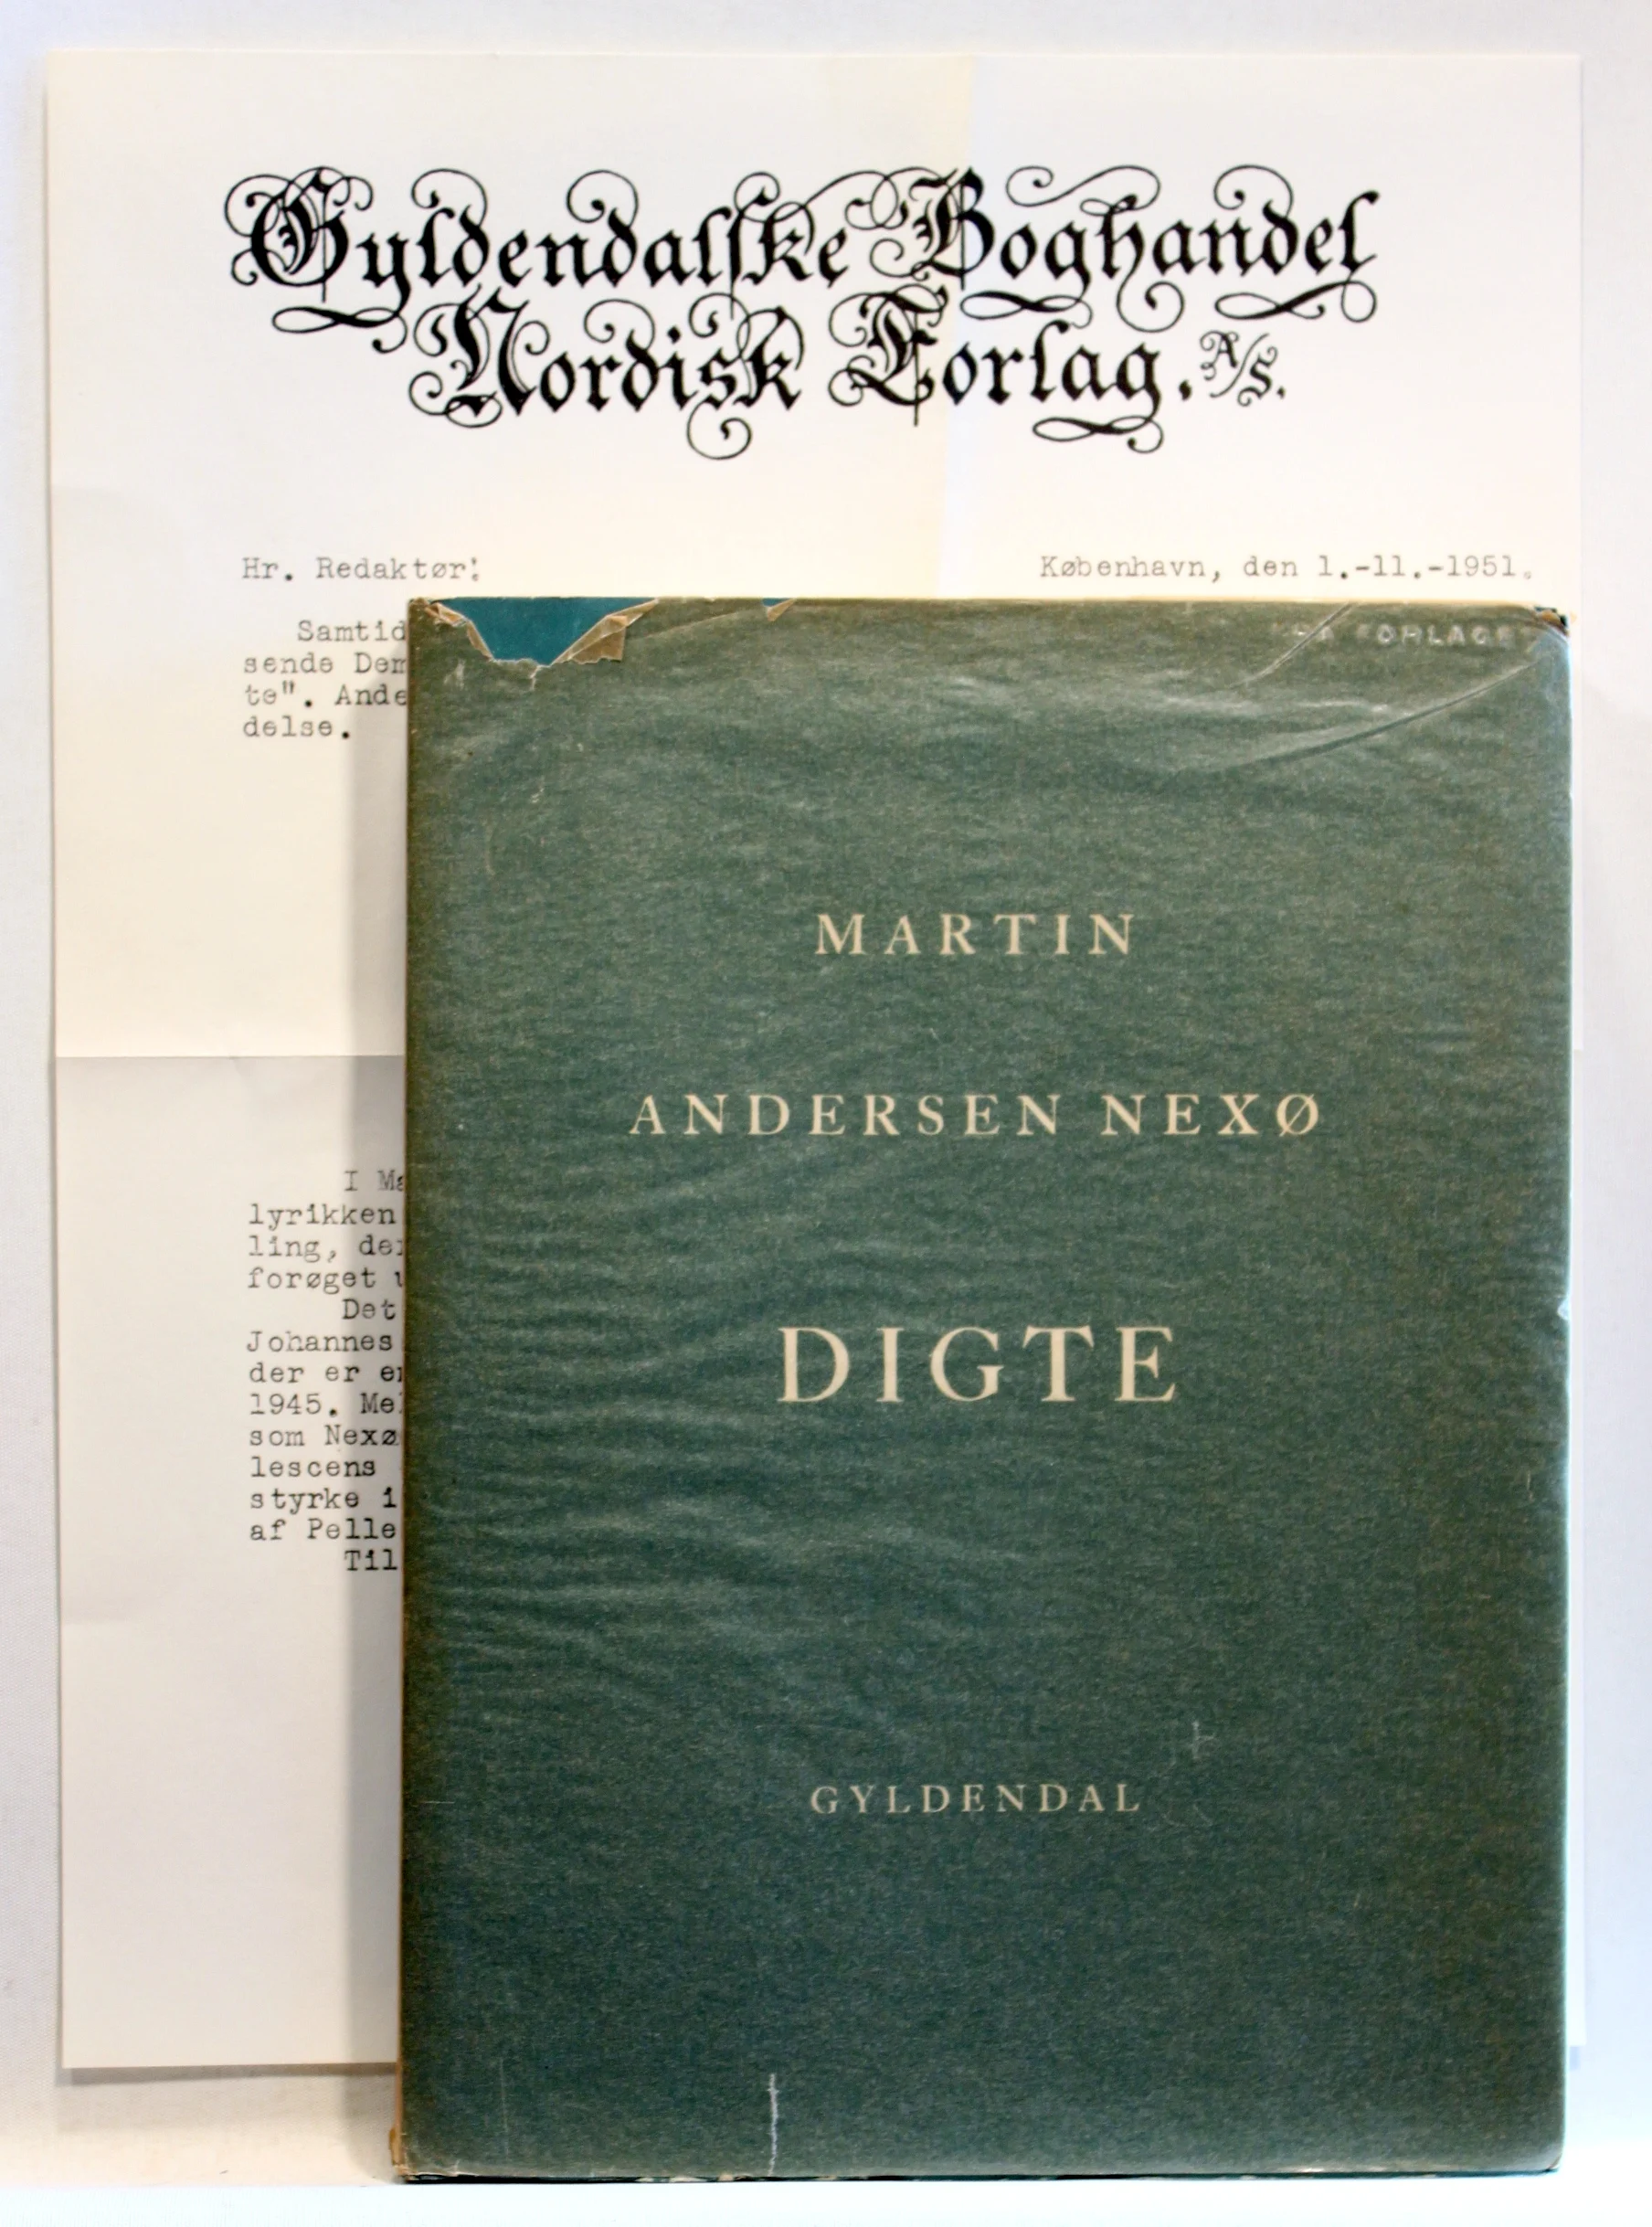 Gyldendalske Boghandel
Nordisk Forlag. A/S.
Hr. Redaktør!
København, den 1.-11.-1951.
Samtid
sende Dem
te". Ande
delse.
I Ma
lyrikken
ling, der
forøget
Det
Johannes
der er en
1945. Mel
som Nexø
lescens
styrke i
af Pelle
Til
MARTIN
ANDERSEN NEXØ
DIGTE
GYLDENDAL